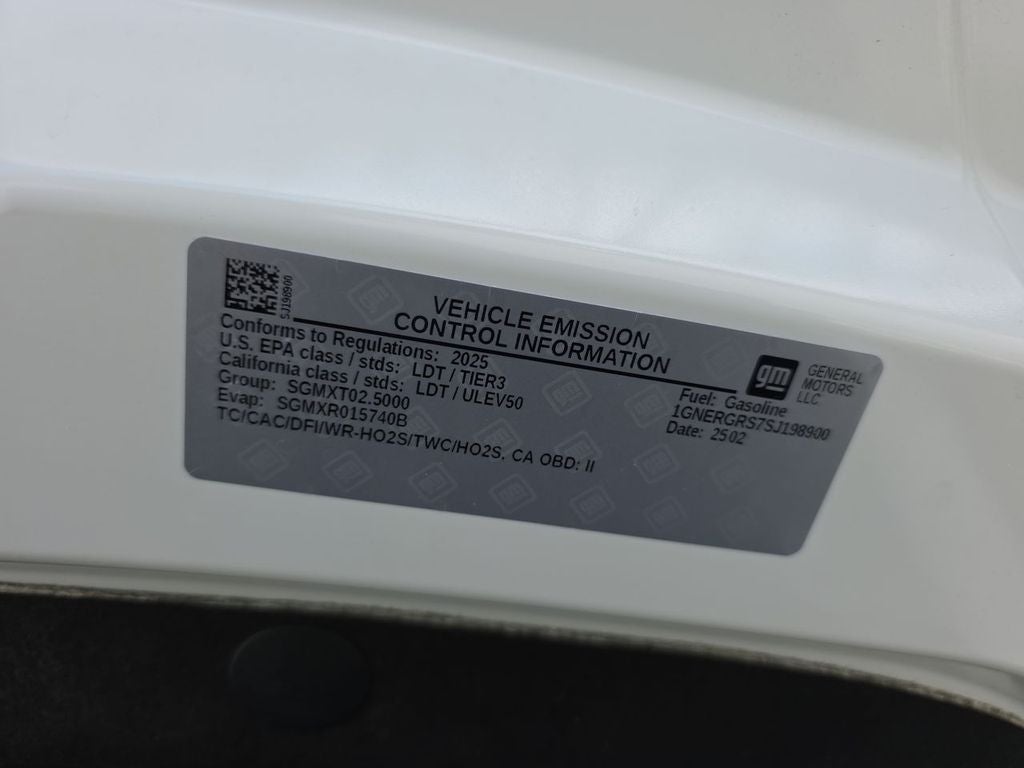 SJ198900
VEHICLE EMISSION
CONTROL INFORMATION
gm
GENERAL
MOTORS
LLC
Conforms to Regulations: 2025
U.S. EPA class / stds: LDT / TIER3
California class / stds: LDT / ULEV50
Group: SGMXT02.5000
Evap: SGMXR015740B
TC/CAC/DFI/WR-HO2S/TWC/HO2S, CA OBD: II
Fuel: Gasoline
1GNERGRS7SJ198900
Date: 2502